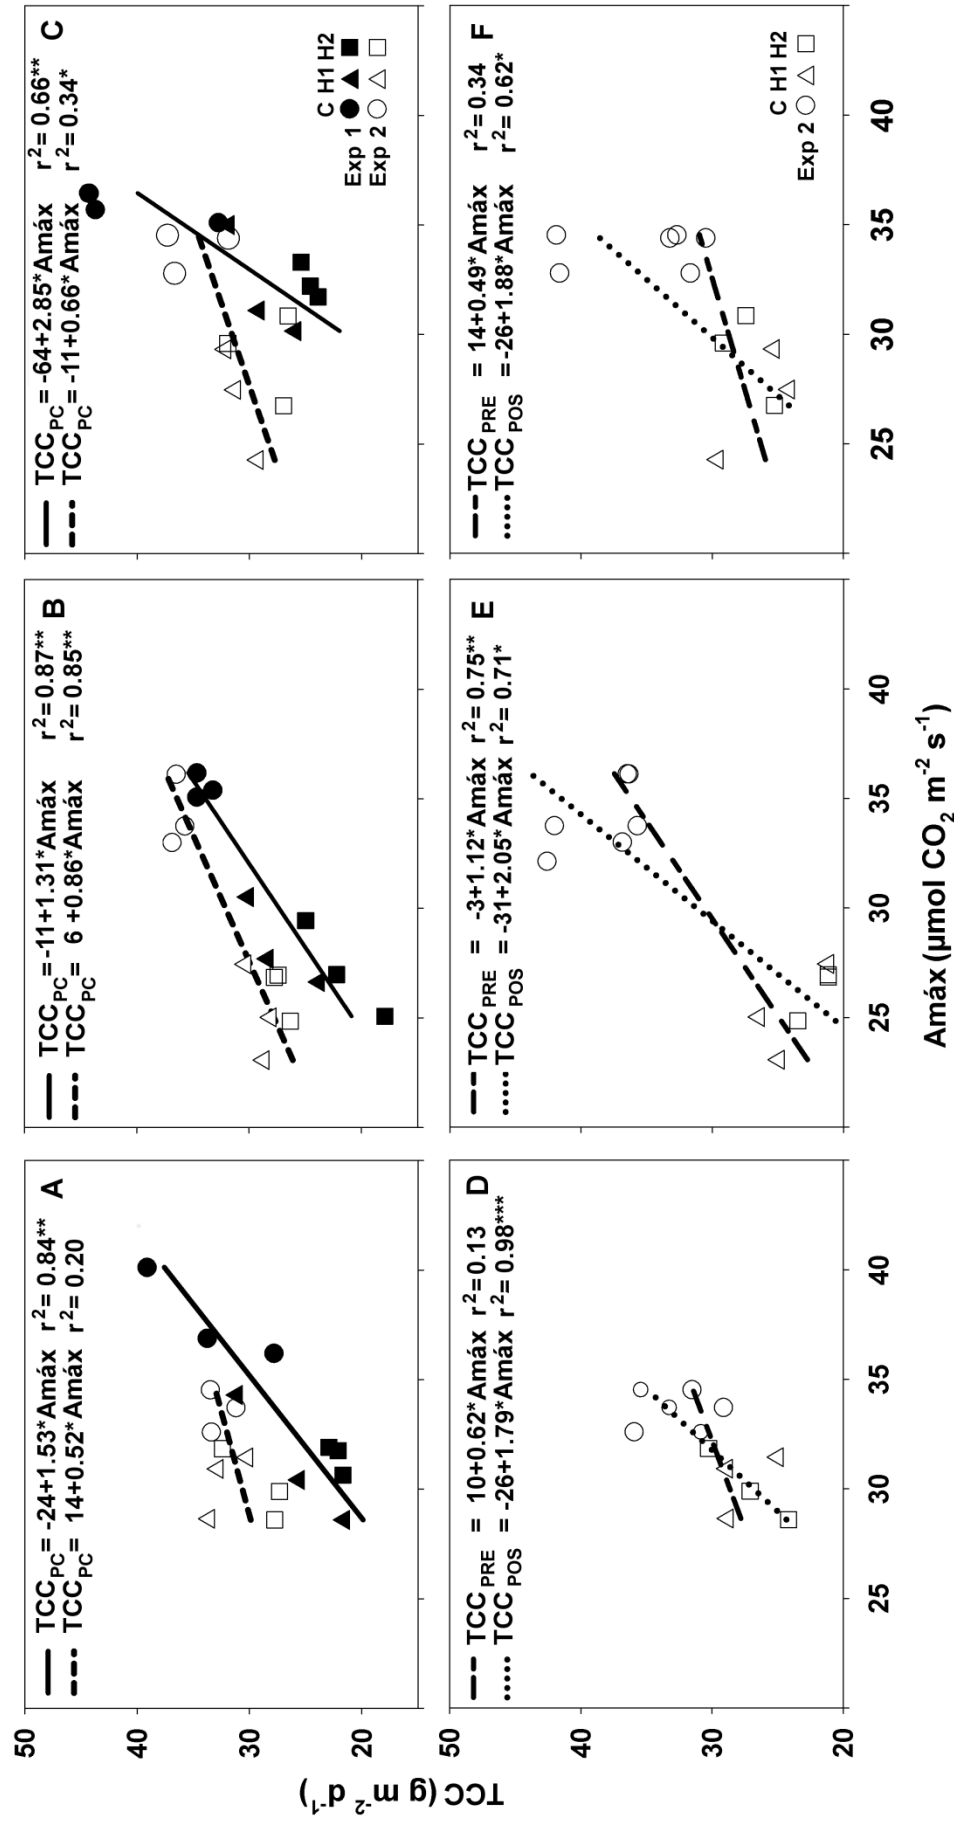 TCC_PC= -24+1.53*Amáx r²= 0.84**
TCC_PC= 14+0.52*Amáx r²= 0.20
A
TCC_PC= -11+1.31*Amáx r²= 0.87**
TCC_PC= 6 +0.86*Amáx r²= 0.85**
B
TCC_PC= -64+2.85*Amáx r²= 0.66**
TCC_PC= -11+0.66*Amáx r²= 0.34*
C
C H1 H2
Exp 1
Exp 2
50
40
30
20
TCC (g m⁻² d⁻¹)
TCC_PRE = 10+0.62*Amáx r²= 0.13
TCC_POS = -26+1.79*Amáx r²= 0.98***
D
TCC_PRE = -3+1.12*Amáx r²= 0.75**
TCC_POS = -31+2.05*Amáx r²= 0.71*
E
TCC_PRE = 14+0.49*Amáx r²= 0.34
TCC_POS = -26+1.88*Amáx r²= 0.62*
F
C H1 H2
Exp 2
50
40
30
20
25 30 35 40 25 30 35 40 25 30 35 40
Amáx (µmol CO₂ m⁻² s⁻¹)